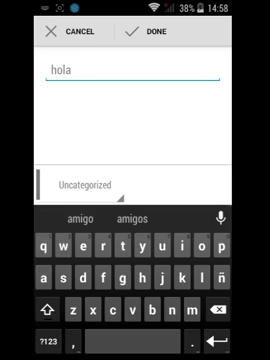 38% 14:58
CANCEL DONE
hola
Uncategorized
amigo amigos
q w e r t y u i o p
a s d f g h j k l ñ
z x c v b n m
?123 , .